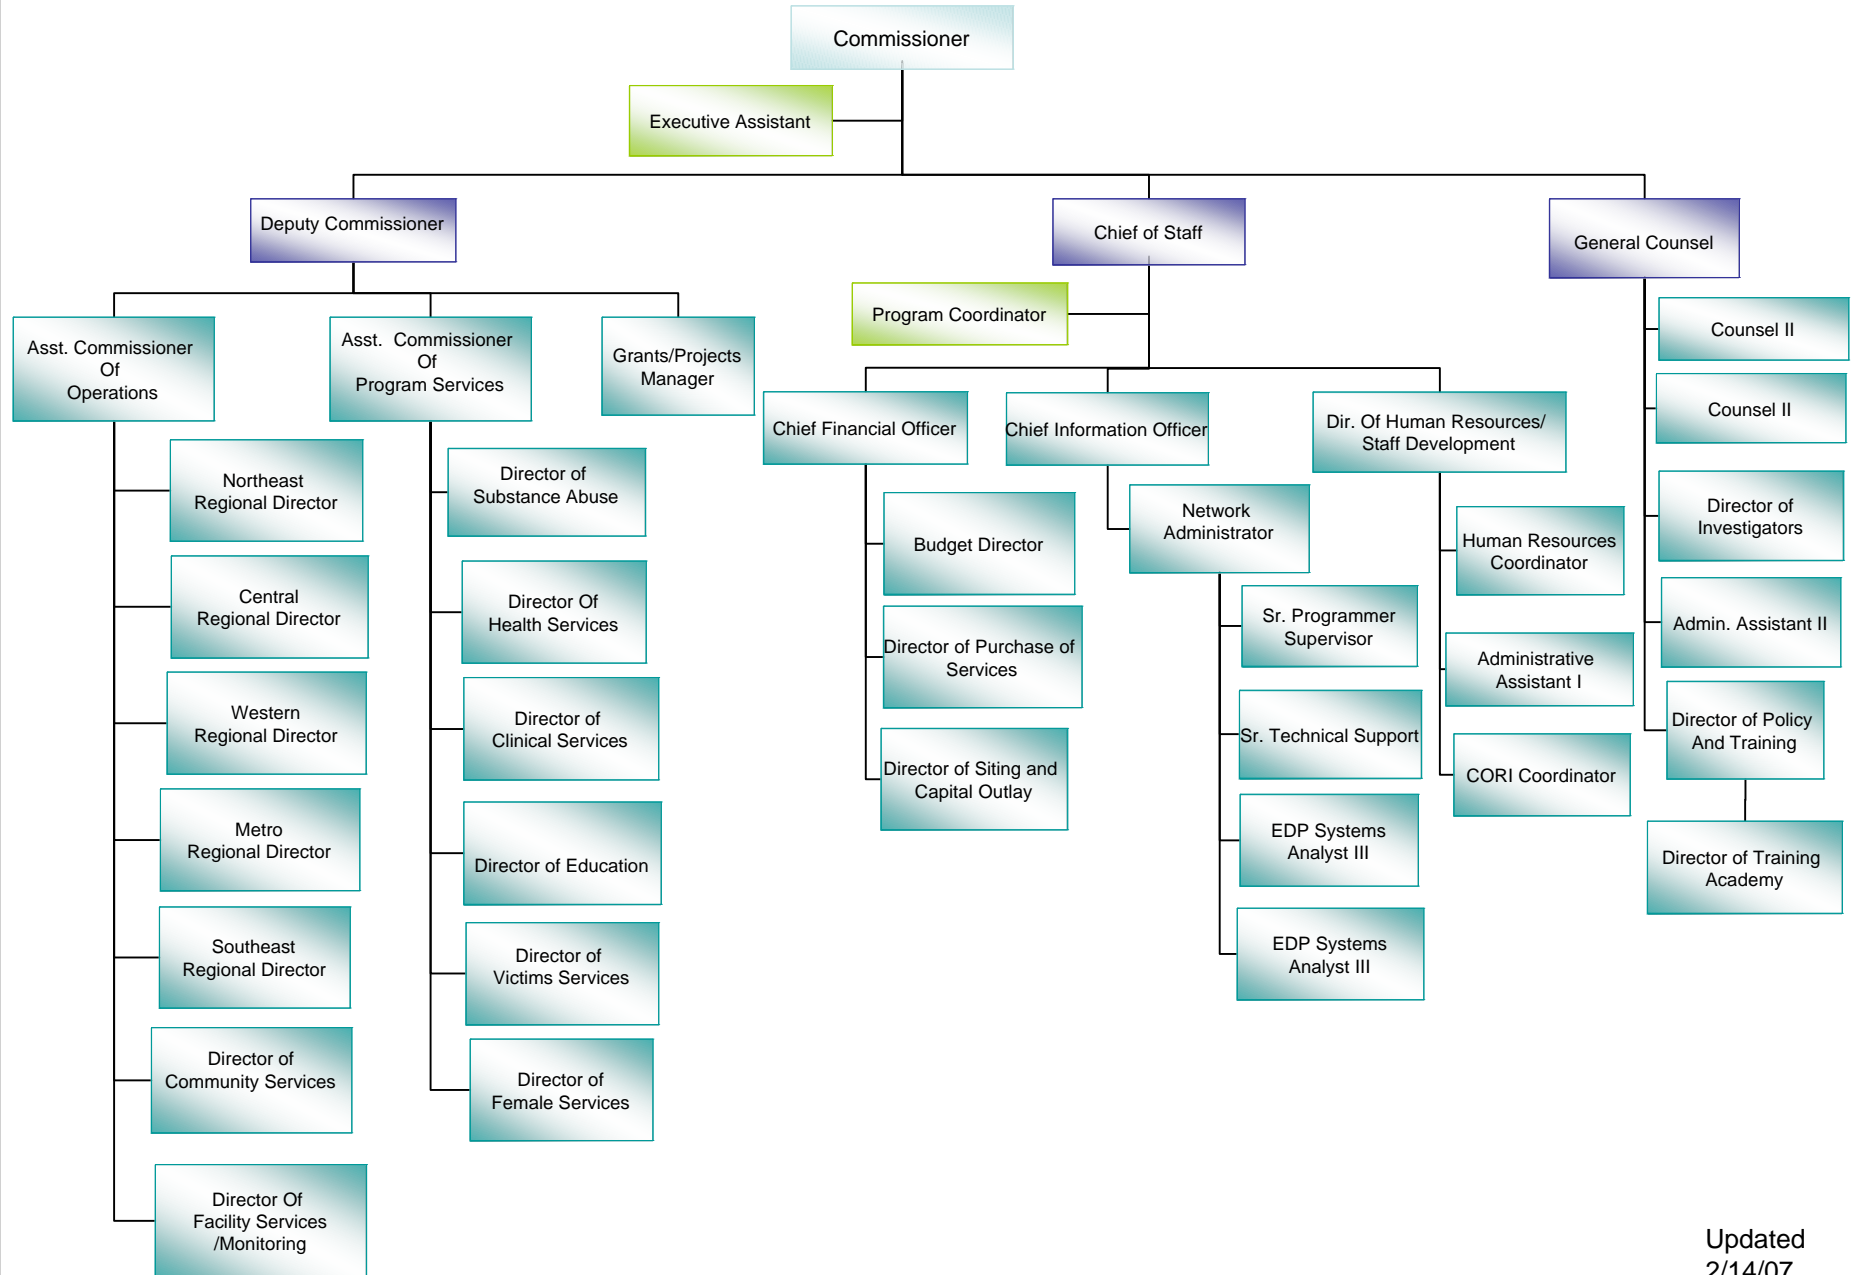 Commissioner
Executive Assistant
Deputy Commissioner
Chief of Staff
General Counsel
Program Coordinator
Asst. Commissioner
Of
Operations
Asst. Commissioner
Of
Program Services
Grants/Projects
Manager
Chief Financial Officer
Chief Information Officer
Dir. Of Human Resources/
Staff Development
Counsel II
Counsel II
Director of
Investigators
Admin. Assistant II
Director of Policy
And Training
Director of Training
Academy
Northeast
Regional Director
Central
Regional Director
Western
Regional Director
Metro
Regional Director
Southeast
Regional Director
Director of
Community Services
Director Of
Facility Services
/Monitoring
Director of
Substance Abuse
Director Of
Health Services
Director of
Clinical Services
Director of Education
Director of
Victims Services
Director of
Female Services
Budget Director
Director of Purchase of
Services
Director of Siting and
Capital Outlay
Network
Administrator
Sr. Programmer
Supervisor
Sr. Technical Support
EDP Systems
Analyst III
EDP Systems
Analyst III
Human Resources
Coordinator
Administrative
Assistant I
CORI Coordinator
Updated
2/14/07